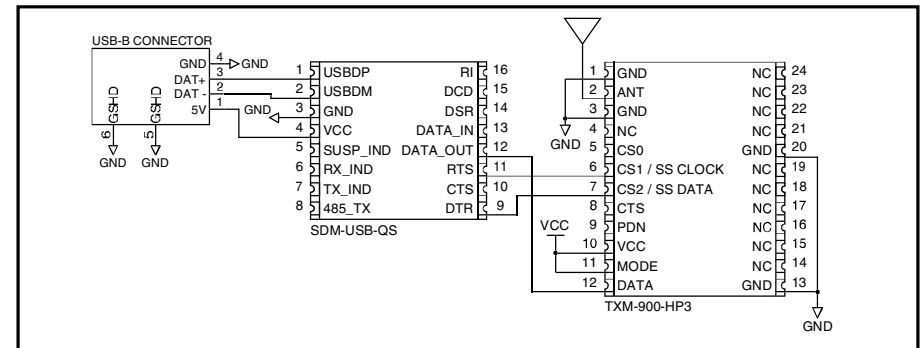 USB-B CONNECTOR
GND 4 GND
DAT+ 3
DAT - 2
5V 1
GSHD 6 GND
GSHD 5 GND
GND
1 USBDP RI 16
2 USBDM DCD 15
3 GND DSR 14
4 VCC DATA_IN 13
5 SUSP_IND DATA_OUT 12
6 RX_IND RTS 11
7 TX_IND CTS 10
8 485_TX DTR 9
SDM-USB-QS
1 GND NC 24
2 ANT NC 23
3 GND NC 22
4 NC NC 21
5 CS0 GND 20
6 CS1 / SS CLOCK NC 19
7 CS2 / SS DATA NC 18
8 CTS NC 17
9 PDN NC 16
10 VCC NC 15
11 MODE NC 14
12 DATA GND 13
TXM-900-HP3
GND
VCC
GND